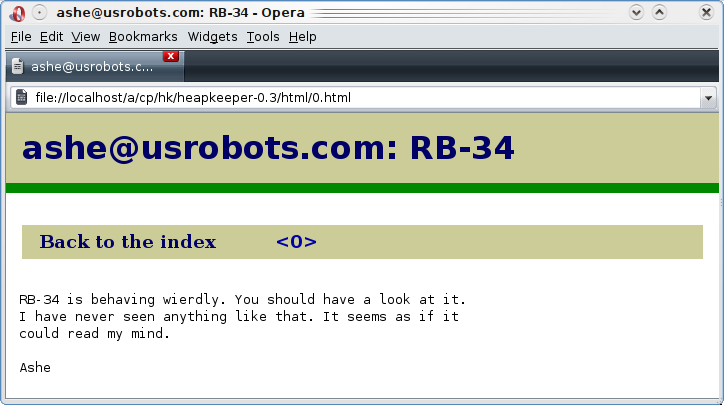 ashe@usrobots.com: RB-34 - Opera
File Edit View Bookmarks Widgets Tools Help
ashe@usrobots.c...
file://localhost/a/cp/hk/heapkeeper-0.3/html/0.html
ashe@usrobots.com: RB-34
Back to the index <0>
RB-34 is behaving wierdly. You should have a look at it.
I have never seen anything like that. It seems as if it
could read my mind.
Ashe